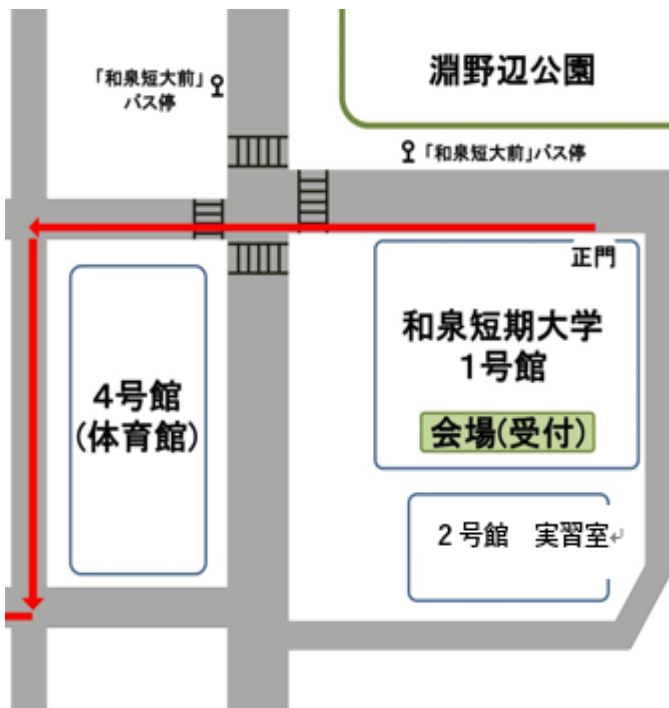 「和泉短大前」
バス停
淵野辺公園
「和泉短大前」バス停
正門
和泉短期大学
1号館
会場(受付)
4号館
(体育館)
2号館　実習室↵